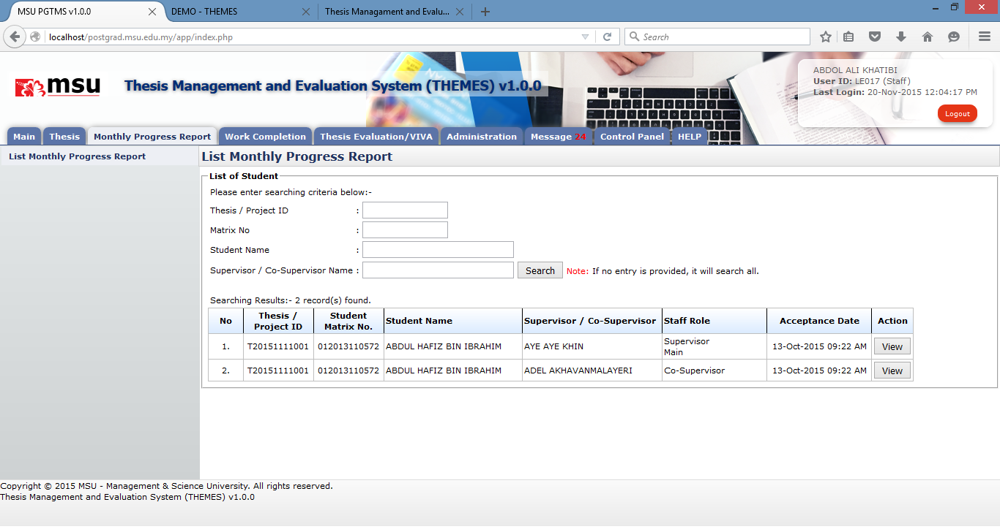 MSU PGTMS v1.0.0
DEMO - THEMES
Thesis Managament and Evalu...
localhost/postgrad.msu.edu.my/app/index.php
Search
msu
Thesis Management and Evaluation System (THEMES) v1.0.0
ABDOL ALI KHATIBI
User ID: LE017 (Staff)
Last Login: 20-Nov-2015 12:04:17 PM
Logout
Main Thesis Monthly Progress Report Work Completion Thesis Evaluation/VIVA Administration Message 24 Control Panel HELP
List Monthly Progress Report
List Monthly Progress Report
List of Student
Please enter searching criteria below:-
Thesis / Project ID :
Matrix No :
Student Name :
Supervisor / Co-Supervisor Name : Search Note: If no entry is provided, it will search all.
Searching Results:- 2 record(s) found.
No Thesis / Project ID Student Matrix No. Student Name Supervisor / Co-Supervisor Staff Role Acceptance Date Action
1. T20151111001 012013110572 ABDUL HAFIZ BIN IBRAHIM AYE AYE KHIN Supervisor Main 13-Oct-2015 09:22 AM View
2. T20151111001 012013110572 ABDUL HAFIZ BIN IBRAHIM ADEL AKHAVANMALAYERI Co-Supervisor 13-Oct-2015 09:22 AM View
Copyright © 2015 MSU - Management & Science University. All rights reserved.
Thesis Management and Evaluation System (THEMES) v1.0.0